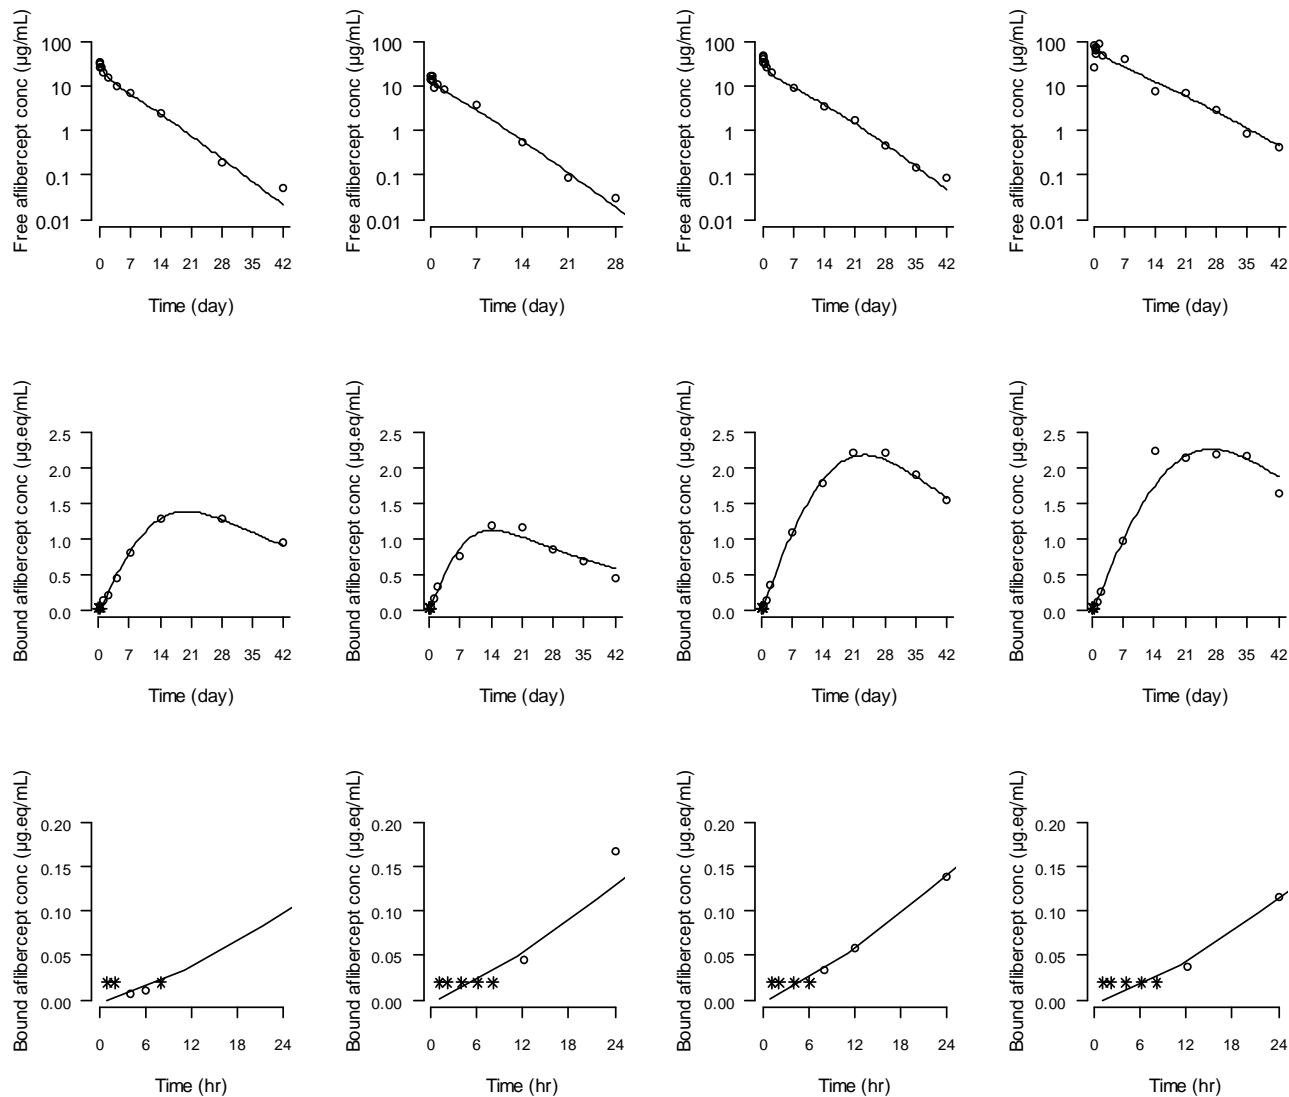 Free aflibercept conc (µg/mL)
100
10
1
0.1
0.01
0 7 14 21 28 35 42
Time (day)
Free aflibercept conc (µg/mL)
100
10
1
0.1
0.01
0 7 14 21 28
Time (day)
Free aflibercept conc (µg/mL)
100
10
1
0.1
0.01
0 7 14 21 28 35 42
Time (day)
Free aflibercept conc (µg/mL)
100
10
1
0.1
0.01
0 7 14 21 28 35 42
Time (day)
Bound aflibercept conc (µg.eq/mL)
2.5
2.0
1.5
1.0
0.5
0.0
0 7 14 21 28 35 42
Time (day)
Bound aflibercept conc (µg.eq/mL)
2.5
2.0
1.5
1.0
0.5
0.0
0 7 14 21 28 35 42
Time (day)
Bound aflibercept conc (µg.eq/mL)
2.5
2.0
1.5
1.0
0.5
0.0
0 7 14 21 28 35 42
Time (day)
Bound aflibercept conc (µg.eq/mL)
2.5
2.0
1.5
1.0
0.5
0.0
0 7 14 21 28 35 42
Time (day)
Bound aflibercept conc (µg.eq/mL)
0.20
0.15
0.10
0.05
0.00
0 6 12 18 24
Time (hr)
Bound aflibercept conc (µg.eq/mL)
0.20
0.15
0.10
0.05
0.00
0 6 12 18 24
Time (hr)
Bound aflibercept conc (µg.eq/mL)
0.20
0.15
0.10
0.05
0.00
0 6 12 18 24
Time (hr)
Bound aflibercept conc (µg.eq/mL)
0.20
0.15
0.10
0.05
0.00
0 6 12 18 24
Time (hr)